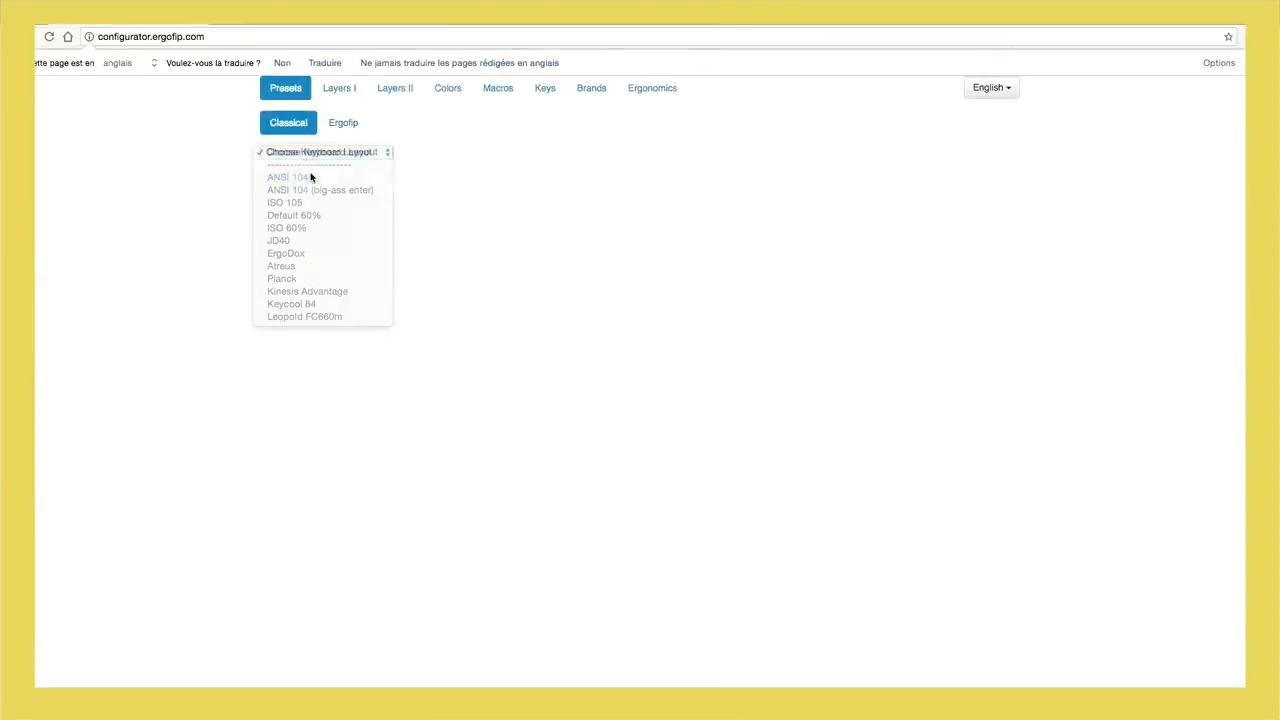 configurator.ergofip.com
ette page est en anglais Voulez-vous la traduire ? Non Traduire Ne jamais traduire les pages rédigées en anglais Options
Presets Layers I Layers II Colors Macros Keys Brands Ergonomics English
Classical Ergofip
Choose Keyboard Layout
----------------------
ANSI 104
ANSI 104 (big-ass enter)
ISO 105
Default 60%
ISO 60%
JD40
ErgoDox
Atreus
Planck
Kinesis Advantage
Keycool 84
Leopold FC660m